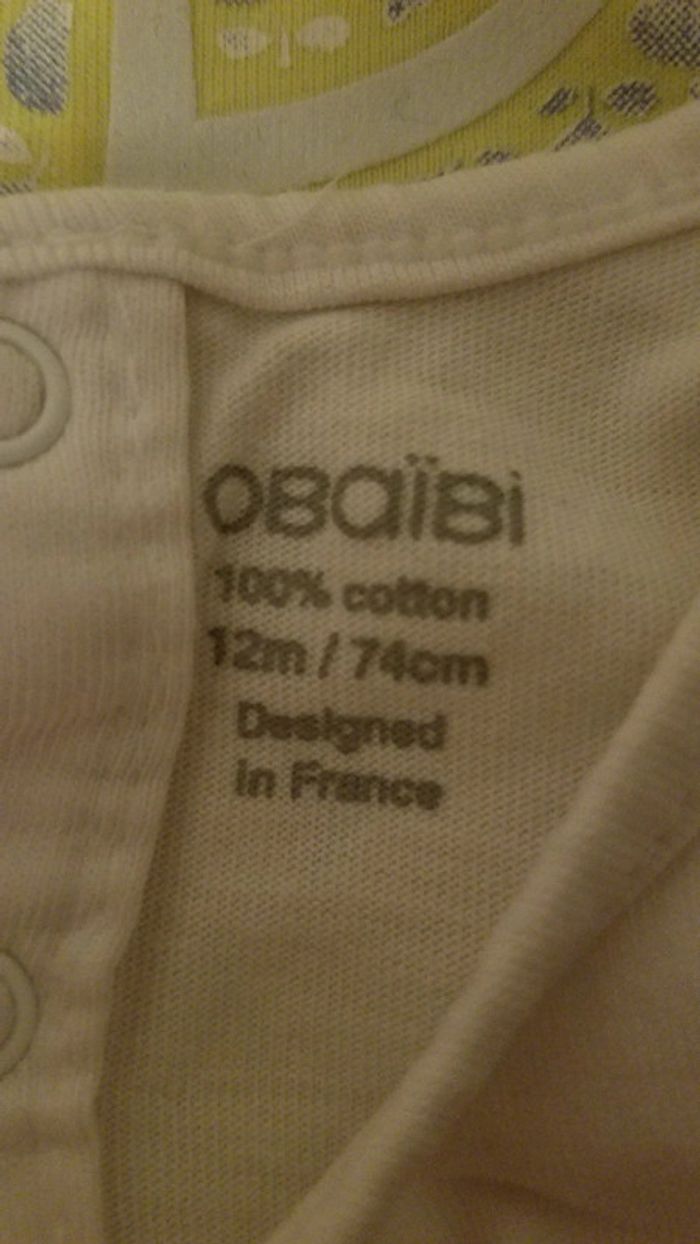 OBaïBi
100% cotton
12m / 74cm
Designed
in France